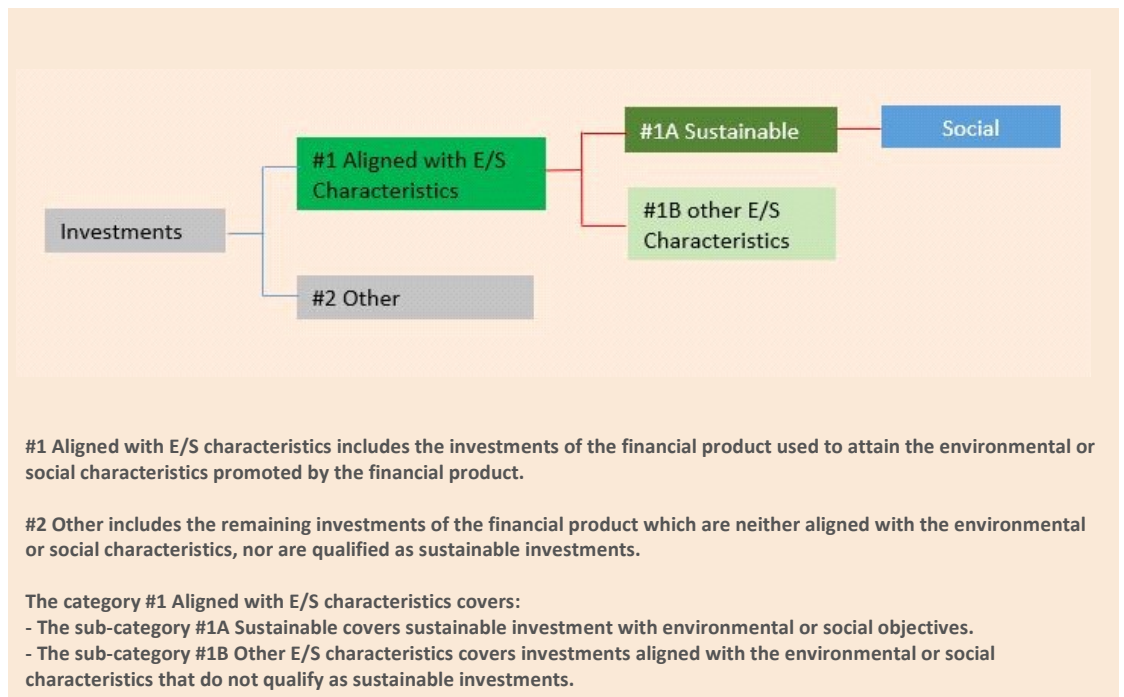 #1A Sustainable
Social
#1 Aligned with E/S
Characteristics
#1B other E/S
Characteristics
Investments
#2 Other
#1 Aligned with E/S characteristics includes the investments of the financial product used to attain the environmental or
social characteristics promoted by the financial product.
#2 Other includes the remaining investments of the financial product which are neither aligned with the environmental
or social characteristics, nor are qualified as sustainable investments.
The category #1 Aligned with E/S characteristics covers:
- The sub-category #1A Sustainable covers sustainable investment with environmental or social objectives.
- The sub-category #1B Other E/S characteristics covers investments aligned with the environmental or social
characteristics that do not qualify as sustainable investments.